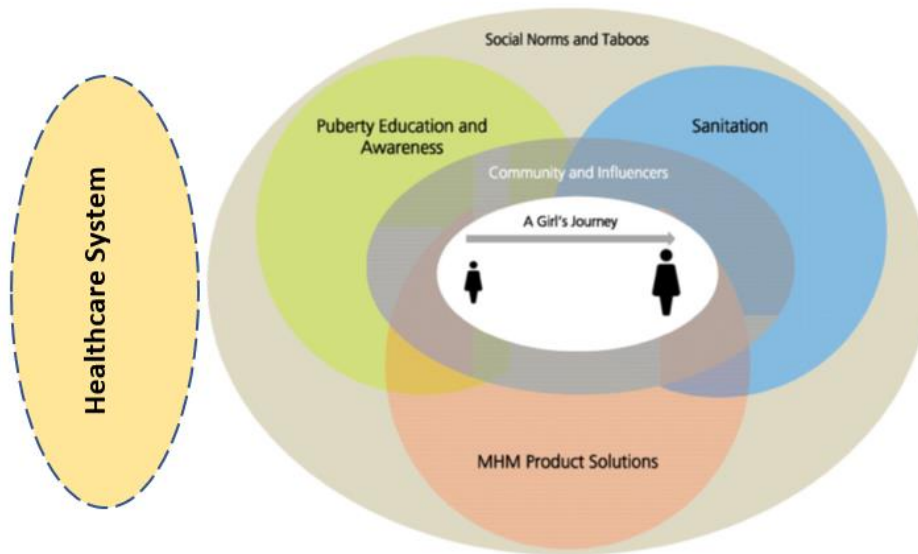 Healthcare System
Social Norms and Taboos
Puberty Education and
Awareness
Sanitation
Community and Influencers
A Girl's Journey
MHM Product Solutions